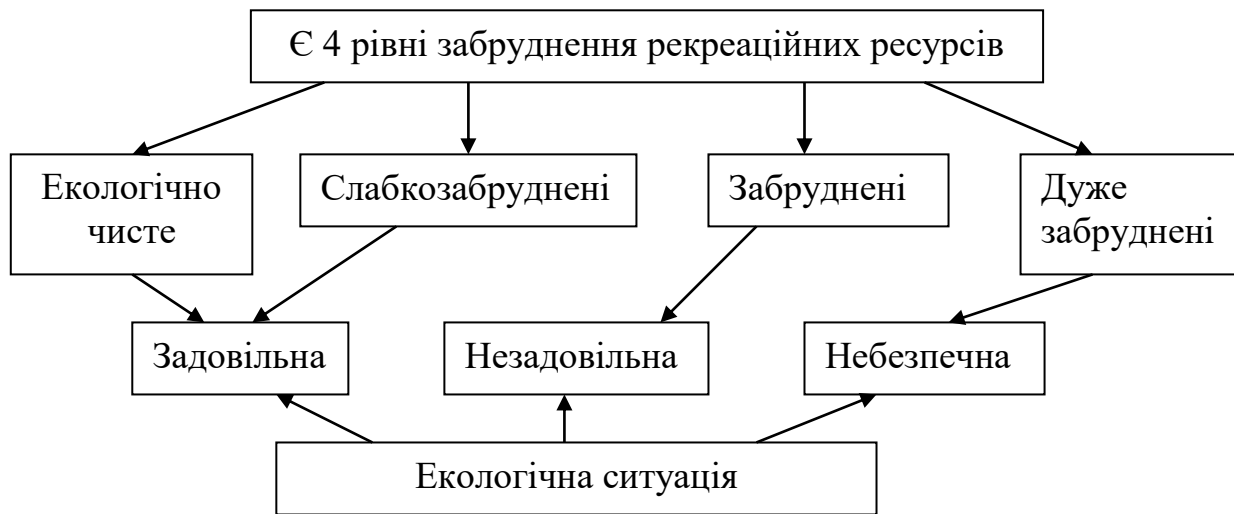 Є 4 рівні забруднення рекреаційних ресурсів
Екологічно
чисте
Слабкозабруднені
Забруднені
Дуже
забруднені
Задовільна
Незадовільна
Небезпечна
Екологічна ситуація